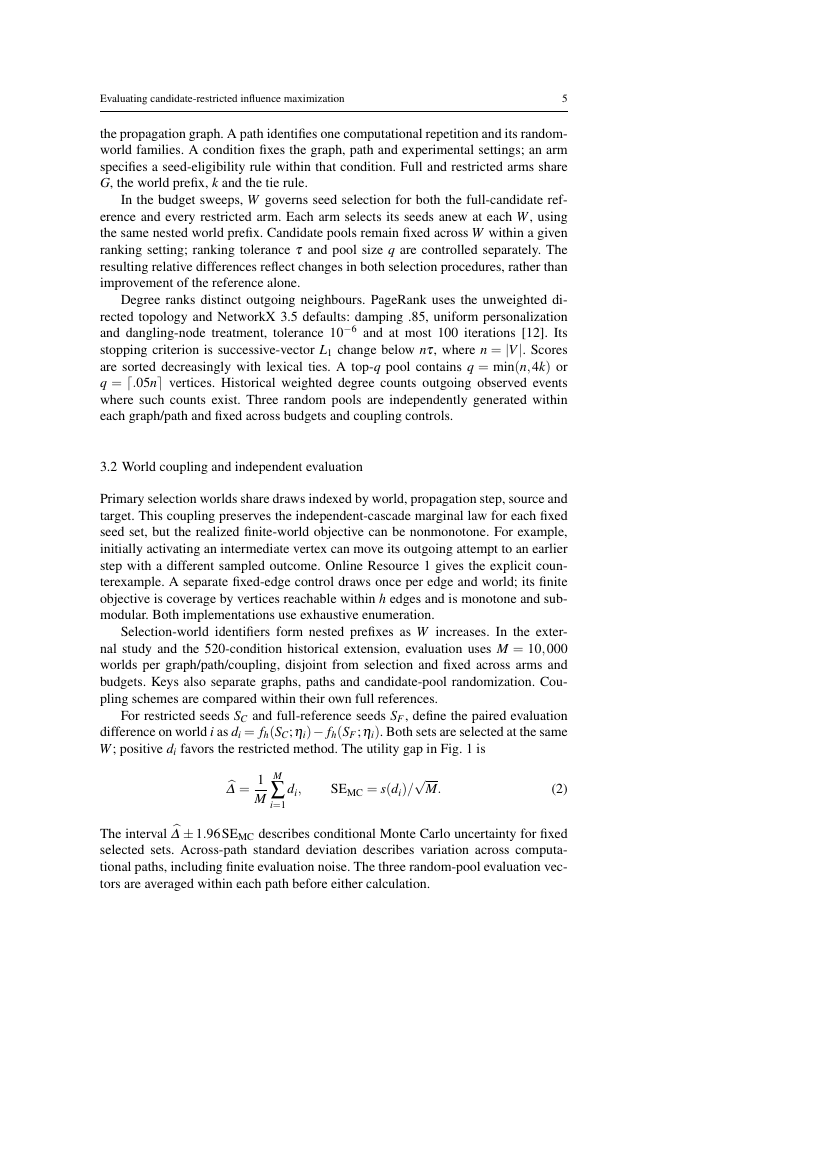 Evaluating candidate-restricted influence maximization 5
the propagation graph. A path identifies one computational repetition and its random-
world families. A condition fixes the graph, path and experimental settings; an arm
specifies a seed-eligibility rule within that condition. Full and restricted arms share
G, the world prefix, k and the tie rule.
In the budget sweeps, W governs seed selection for both the full-candidate ref-
erence and every restricted arm. Each arm selects its seeds anew at each W, using
the same nested world prefix. Candidate pools remain fixed across W within a given
ranking setting; ranking tolerance τ and pool size q are controlled separately. The
resulting relative differences reflect changes in both selection procedures, rather than
improvement of the reference alone.
Degree ranks distinct outgoing neighbours. PageRank uses the unweighted di-
rected topology and NetworkX 3.5 defaults: damping .85, uniform personalization
and dangling-node treatment, tolerance 10⁻⁶ and at most 100 iterations [12]. Its
stopping criterion is successive-vector L₁ change below nτ, where n = |V|. Scores
are sorted decreasingly with lexical ties. A top-q pool contains q = min(n,4k) or
q = ⌈.05n⌉ vertices. Historical weighted degree counts outgoing observed events
where such counts exist. Three random pools are independently generated within
each graph/path and fixed across budgets and coupling controls.
3.2 World coupling and independent evaluation
Primary selection worlds share draws indexed by world, propagation step, source and
target. This coupling preserves the independent-cascade marginal law for each fixed
seed set, but the realized finite-world objective can be nonmonotone. For example,
initially activating an intermediate vertex can move its outgoing attempt to an earlier
step with a different sampled outcome. Online Resource 1 gives the explicit coun-
terexample. A separate fixed-edge control draws once per edge and world; its finite
objective is coverage by vertices reachable within h edges and is monotone and sub-
modular. Both implementations use exhaustive enumeration.
Selection-world identifiers form nested prefixes as W increases. In the exter-
nal study and the 520-condition historical extension, evaluation uses M = 10,000
worlds per graph/path/coupling, disjoint from selection and fixed across arms and
budgets. Keys also separate graphs, paths and candidate-pool randomization. Cou-
pling schemes are compared within their own full references.
For restricted seeds S_C and full-reference seeds S_F, define the paired evaluation
difference on world i as dᵢ = f_h(S_C;ηᵢ) − f_h(S_F;ηᵢ). Both sets are selected at the same
W; positive dᵢ favors the restricted method. The utility gap in Fig. 1 is
Δ̂ = 1/M ∑_{i=1}^{M} dᵢ, SE_MC = s(dᵢ)/√M. (2)
The interval Δ̂ ± 1.96SE_MC describes conditional Monte Carlo uncertainty for fixed
selected sets. Across-path standard deviation describes variation across computa-
tional paths, including finite evaluation noise. The three random-pool evaluation vec-
tors are averaged within each path before either calculation.